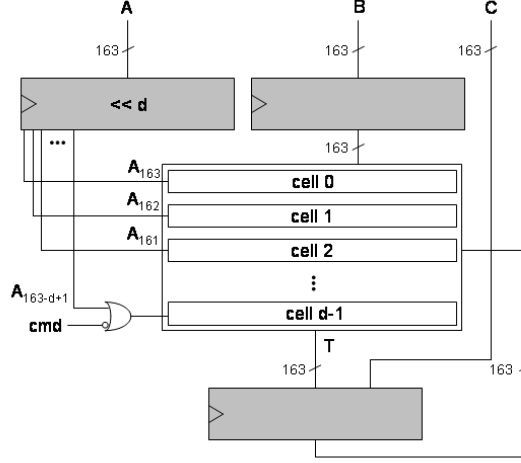 A B C
163 163 163
<< d
...
163
A163
cell 0
A162
cell 1
A161
cell 2
...
A163-d+1
cmd
cell d-1
T
163 163